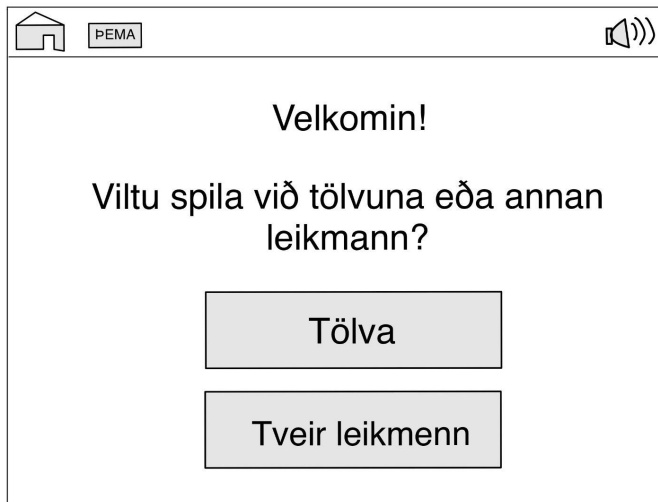 ÞEMA
Velkomin!
Viltu spila við tölvuna eða annan
leikmann?
Tölva
Tveir leikmenn